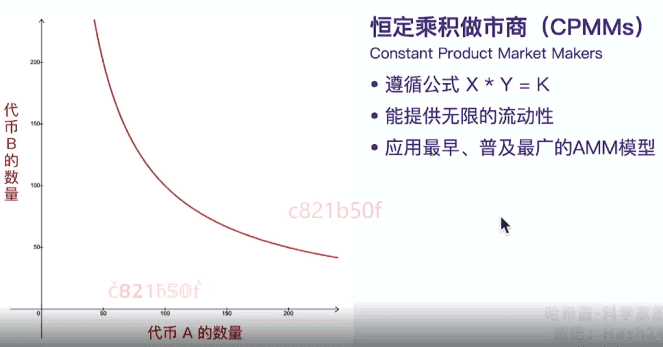 恒定乘积做市商（CPMMs）
Constant Product Market Makers
• 遵循公式 X * Y = K
• 能提供无限的流动性
• 应用最早、普及最广的AMM模型
代币B的数量
200
150
100
50
0
50
100
150
200
代币 A 的数量
c821b50f
c821b50f